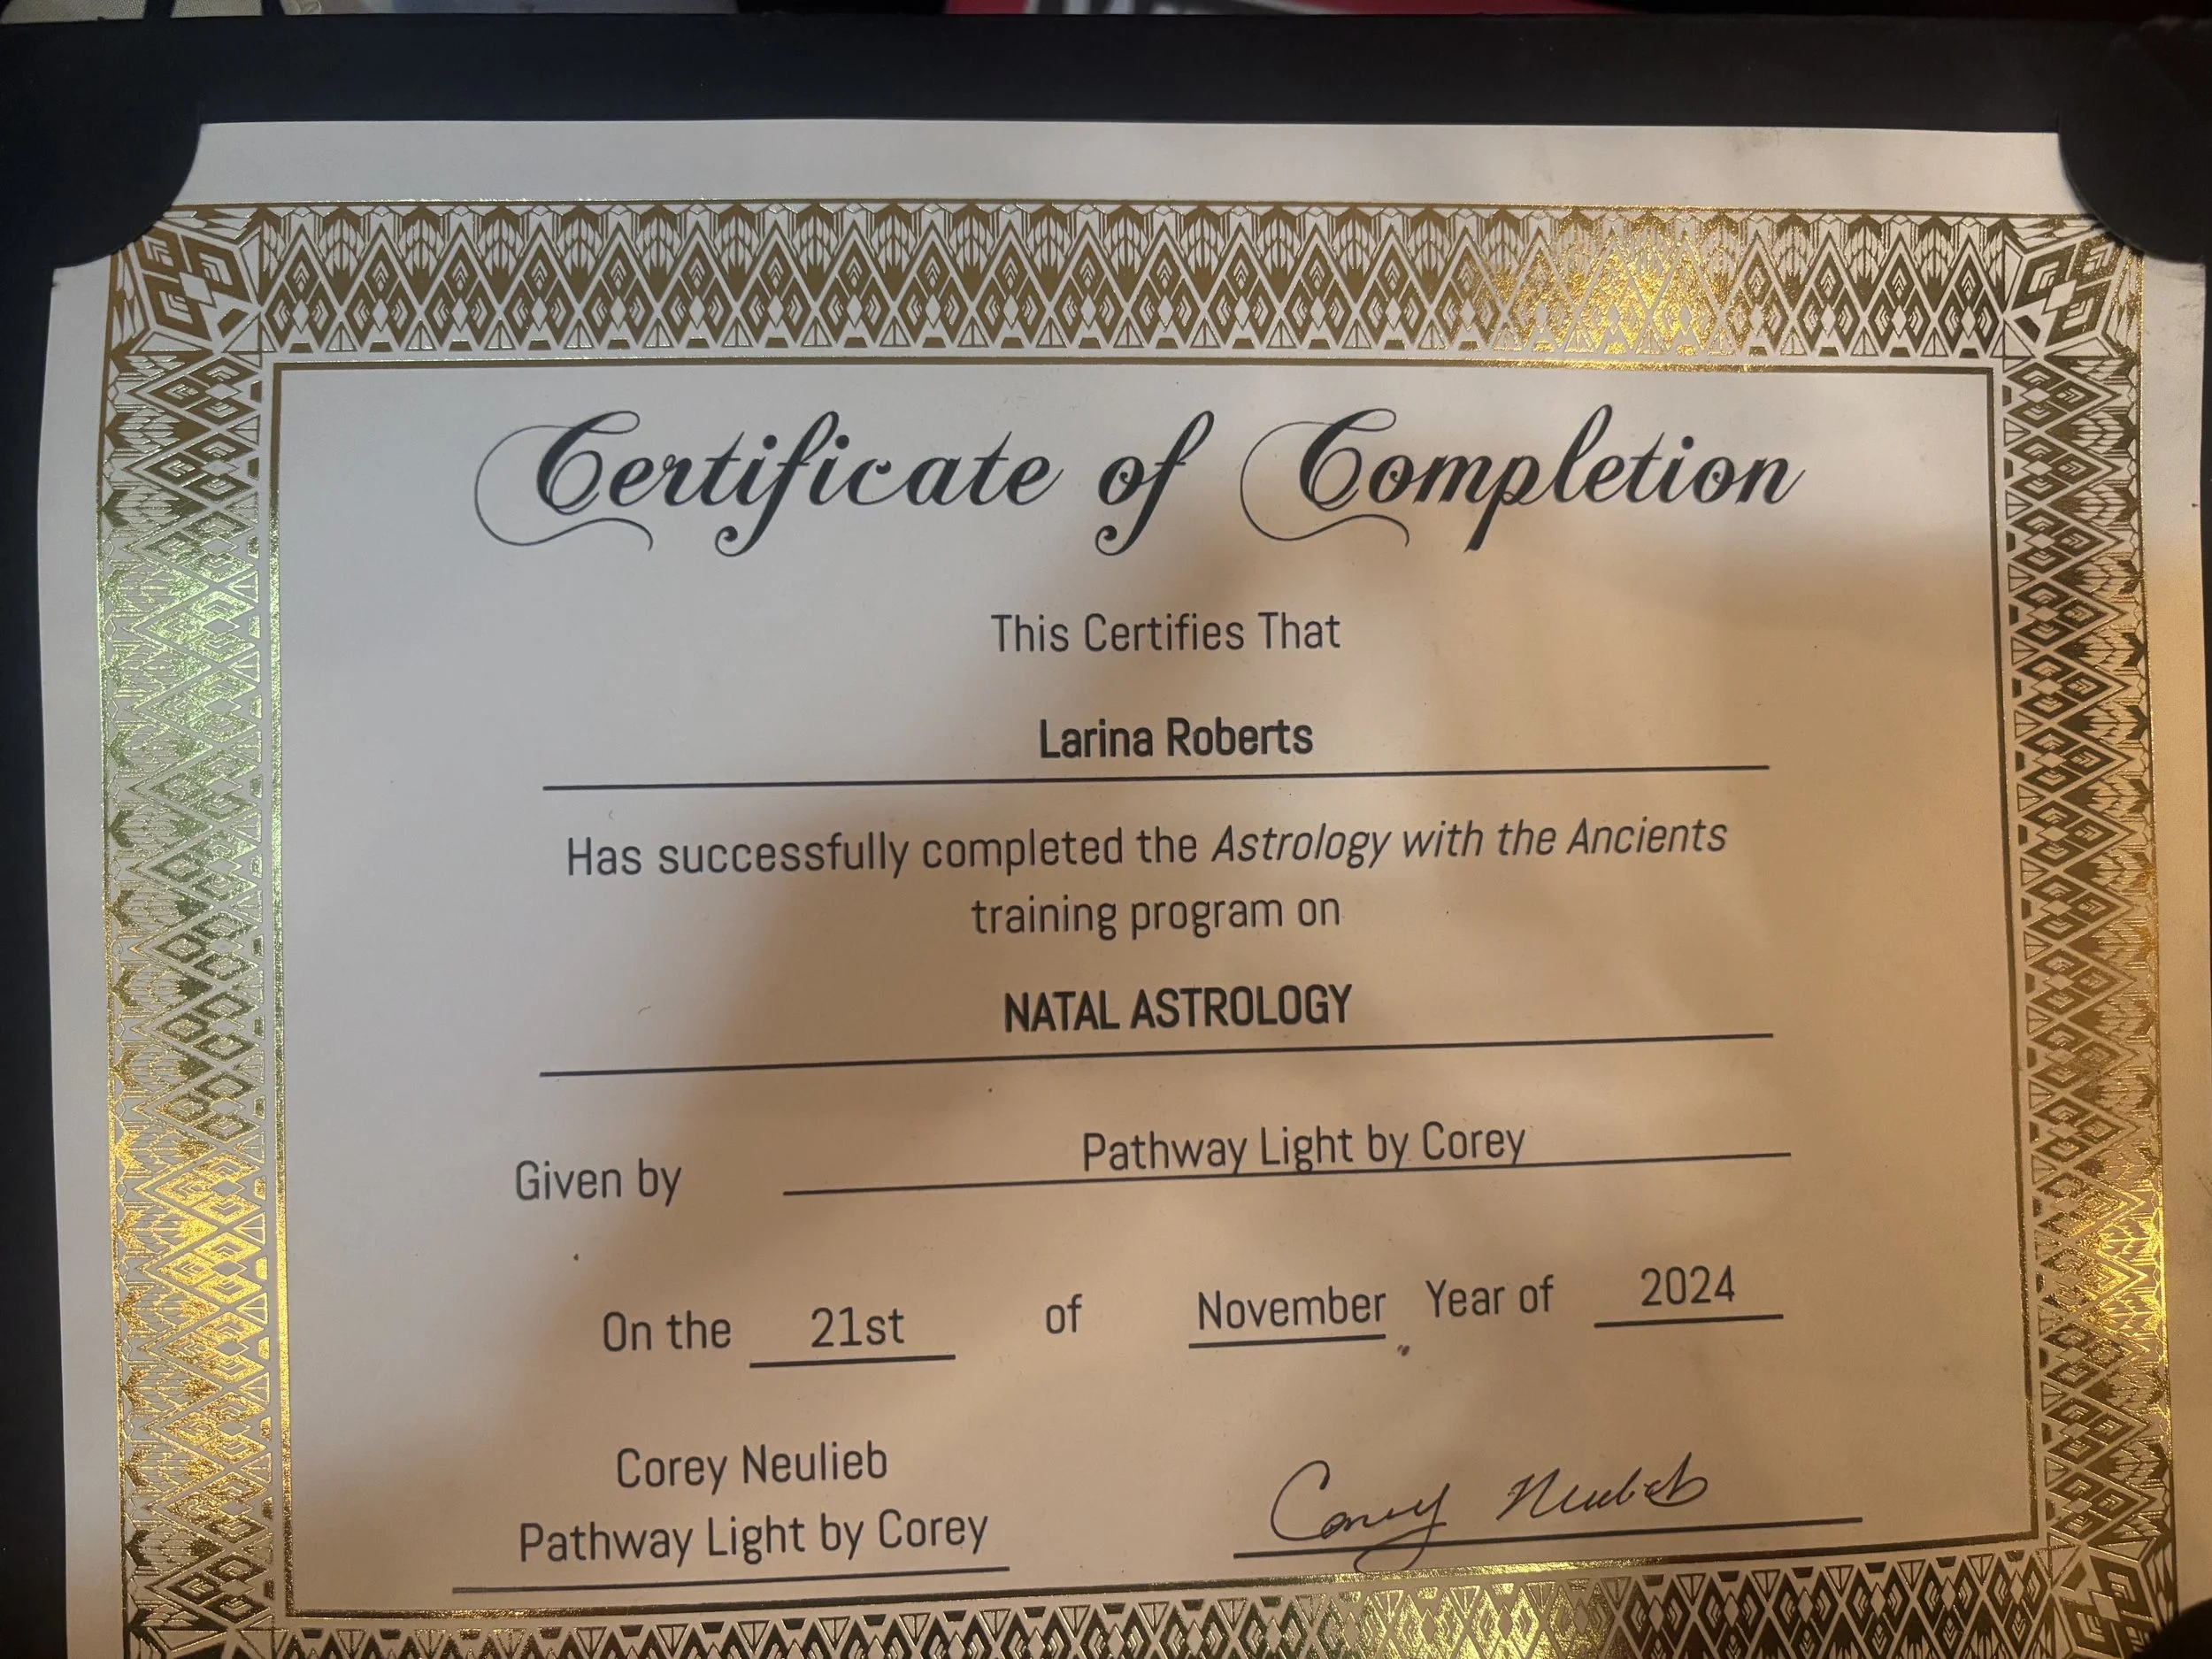 Certificate of Completion
This Certifies That
Larina Roberts
Has successfully completed the Astrology with the Ancients
training program on
NATAL ASTROLOGY
Given by Pathway Light by Corey
On the 21st of November Year of 2024
Corey Neulieb
Pathway Light by Corey
Corey Neulieb